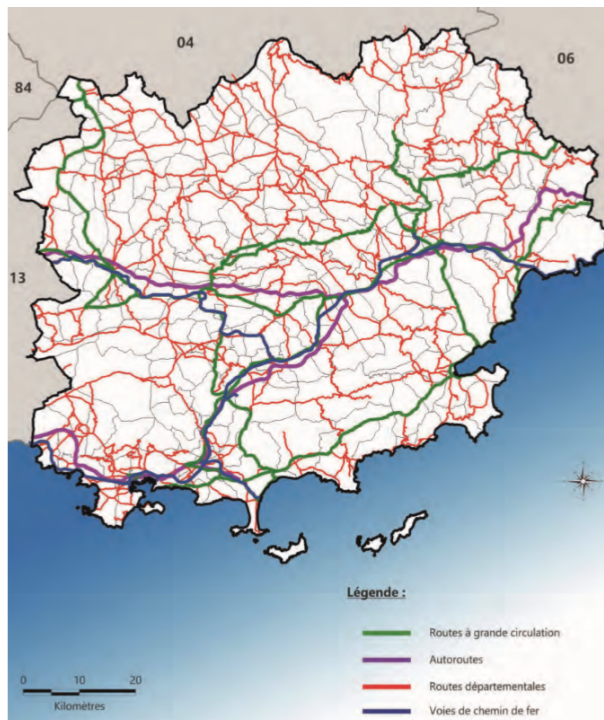 04
06
84
13
Légende :
Routes à grande circulation
Autoroutes
Routes départementales
Voies de chemin de fer
0 10 20
Kilomètres